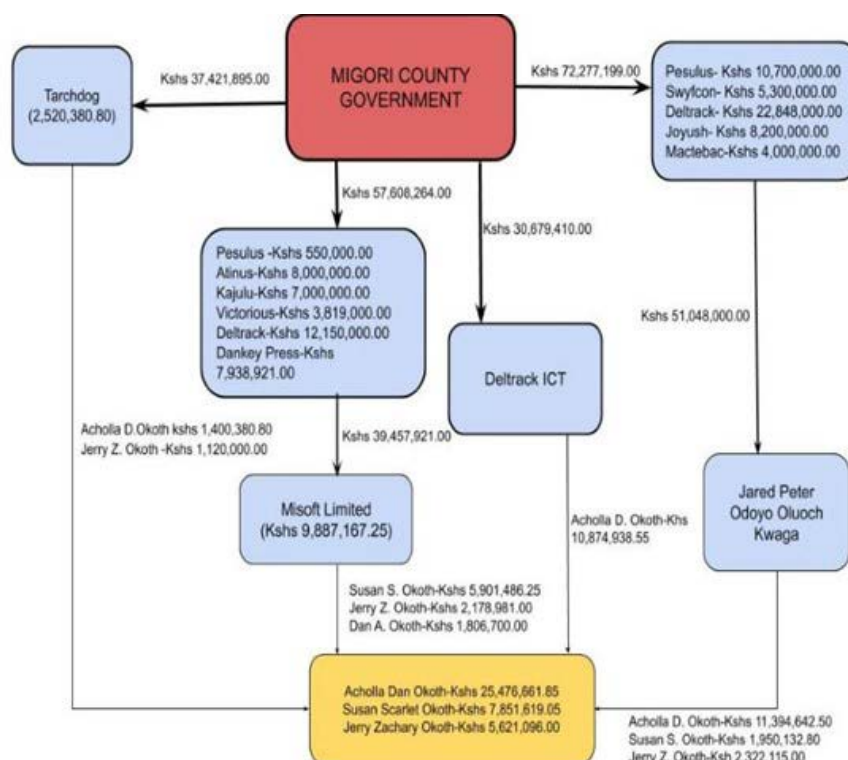 MIGORI COUNTY
GOVERNMENT
Kshs 37,421,895.00
Kshs 72,277,199.00
Tarchdog
(2,520,380.80)
Pesulus- Kshs 10,700,000.00
Swyfcon- Kshs 5,300,000.00
Deltrack- Kshs 22,848,000.00
Joyush- Kshs 8,200,000.00
Mactebac-Kshs 4,000,000.00
Kshs 57,608,264.00
Kshs 30,679,410.00
Pesulus -Kshs 550,000.00
Atinus-Kshs 8,000,000.00
Kajulu-Kshs 7,000,000.00
Victorious-Kshs 3,819,000.00
Deltrack-Kshs 12,150,000.00
Dankey Press-Kshs
7,938,921.00
Deltrack ICT
Kshs 51,048,000.00
Acholla D.Okoth kshs 1,400,380.80
Jerry Z. Okoth -Kshs 1,120,000.00
Kshs 39,457,921.00
Misoft Limited
(Kshs 9,887,167.25)
Jared Peter
Odoyo Oluoch
Kwaga
Acholla D. Okoth-Khs
10,874,938.55
Susan S. Okoth-Kshs 5,901,486.25
Jerry Z. Okoth-Kshs 2,178,981.00
Dan A. Okoth-Kshs 1,806,700.00
Acholla Dan Okoth-Kshs 25,476,661.85
Susan Scarlet Okoth-Kshs 7,851,619.05
Jerry Zachary Okoth-Kshs 5,621,096.00
Acholla D. Okoth-Kshs 11,394,642.50
Susan S. Okoth-Kshs 1,950,132.80
Jerry Z. Okoth-Ksh 2,322,115.00